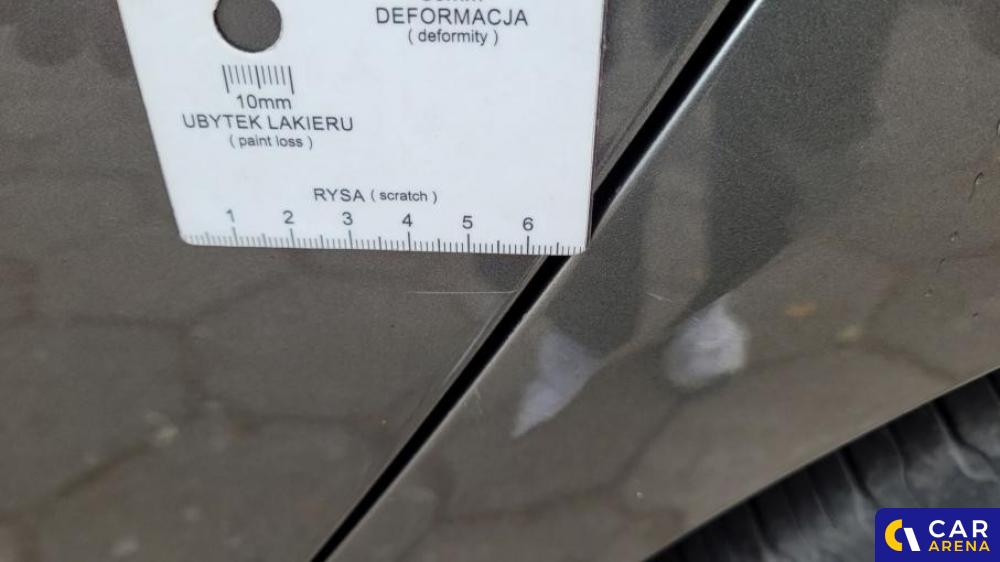 DEFORMACJA
( deformity )
10mm
UBYTEK LAKIERU
( paint loss )
RYSA ( scratch )
1 2 3 4 5 6
CAR
ARENA